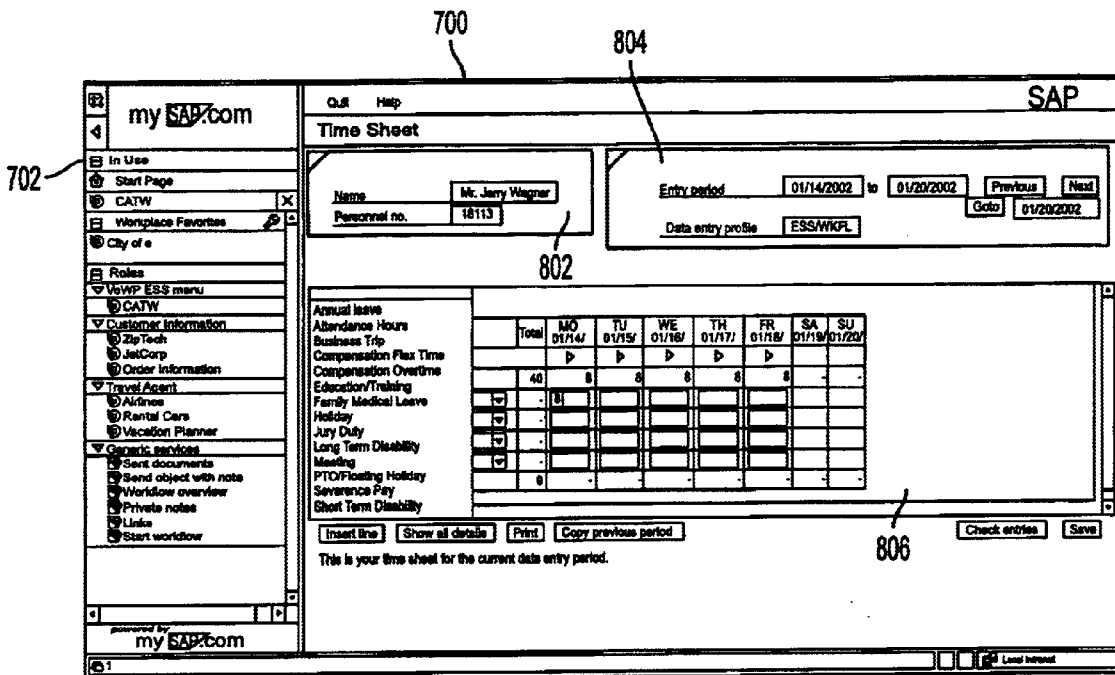 700
804
702
my SAP.com
In Use
Start Page
CATW
Workplace Favorites
City of e
Roles
VeWP ESS menu
CATW
Customer Information
ZipTech
JetCorp
Order Information
Travel Agent
Airlines
Rental Cars
Vacation Planner
Generic services
Sent documents
Send object with note
Workflow overview
Private notes
Links
Start workflow
powered by
my SAP.com
1
Quit Help SAP
Time Sheet
Name Mr. Jerry Wagner
Personnel no. 18113
802
Entry period 01/14/2002 to 01/20/2002 Previous Next
Goto 01/20/2002
Data entry profile ESS/WKFL
Annual leave
Attendance Hours
Business Trip
Compensation Flex Time
Compensation Overtime
Education/Training
Family Medical Leave
Holiday
Jury Duty
Long Term Disability
Meeting
PTO/Floating Holiday
Severence Pay
Short Term Disability
Total MO TU WE TH FR SA SU
01/14/ 01/15/ 01/16/ 01/17/ 01/18/ 01/19/ 01/20/
40 8 8 8 8 8 - -
- 8
-
-
-
0 - - - - - - -
806
Insert line Show all details Print Copy previous period Check entries Save
This is your time sheet for the current data entry period.
Local intranet